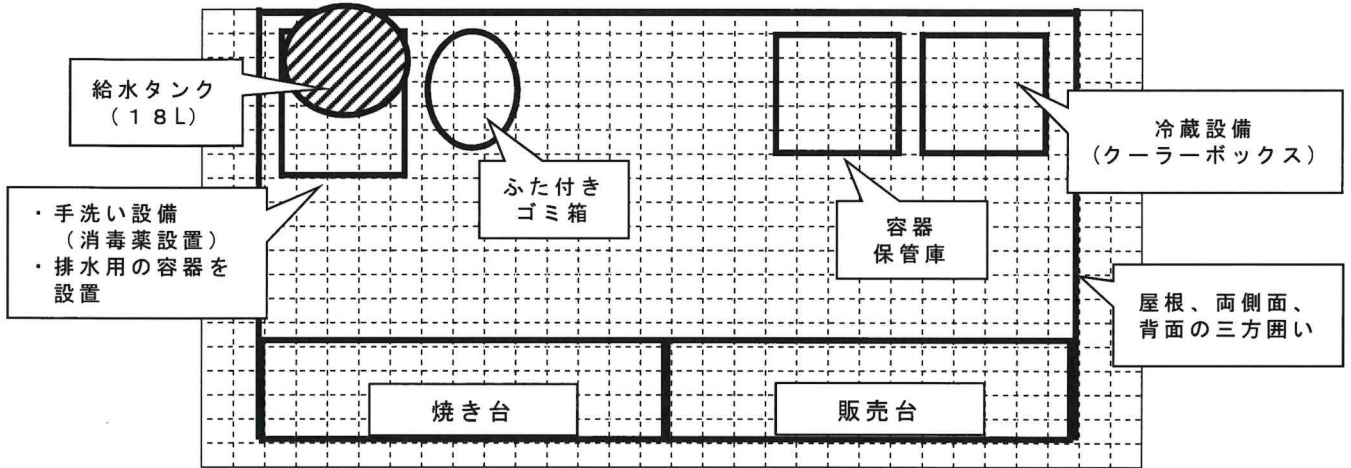 給水タンク
（１８L）
冷蔵設備
（クーラーボックス）
ふた付き
ゴミ箱
・手洗い設備
（消毒薬設置）
・排水用の容器を
設置
容器
保管庫
屋根、両側面、
背面の三方囲い
焼き台
販売台